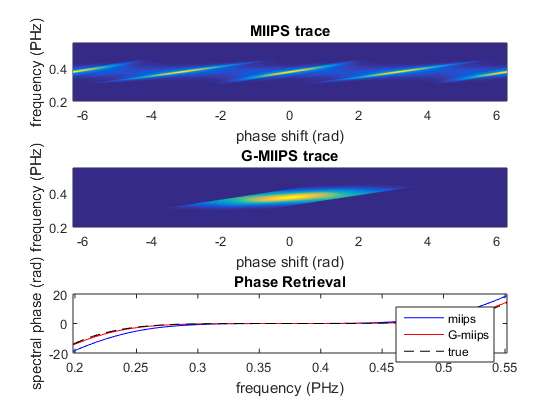 MIIPS trace
frequency (PHz)
0.4
0.2
-6 -4 -2 0 2 4 6
phase shift (rad)
G-MIIPS trace
frequency (PHz)
0.4
0.2
-6 -4 -2 0 2 4 6
phase shift (rad)
Phase Retrieval
spectral phase (rad)
20
0
-20
miips
G-miips
true
0.2 0.25 0.3 0.35 0.4 0.45 0.5 0.55
frequency (PHz)